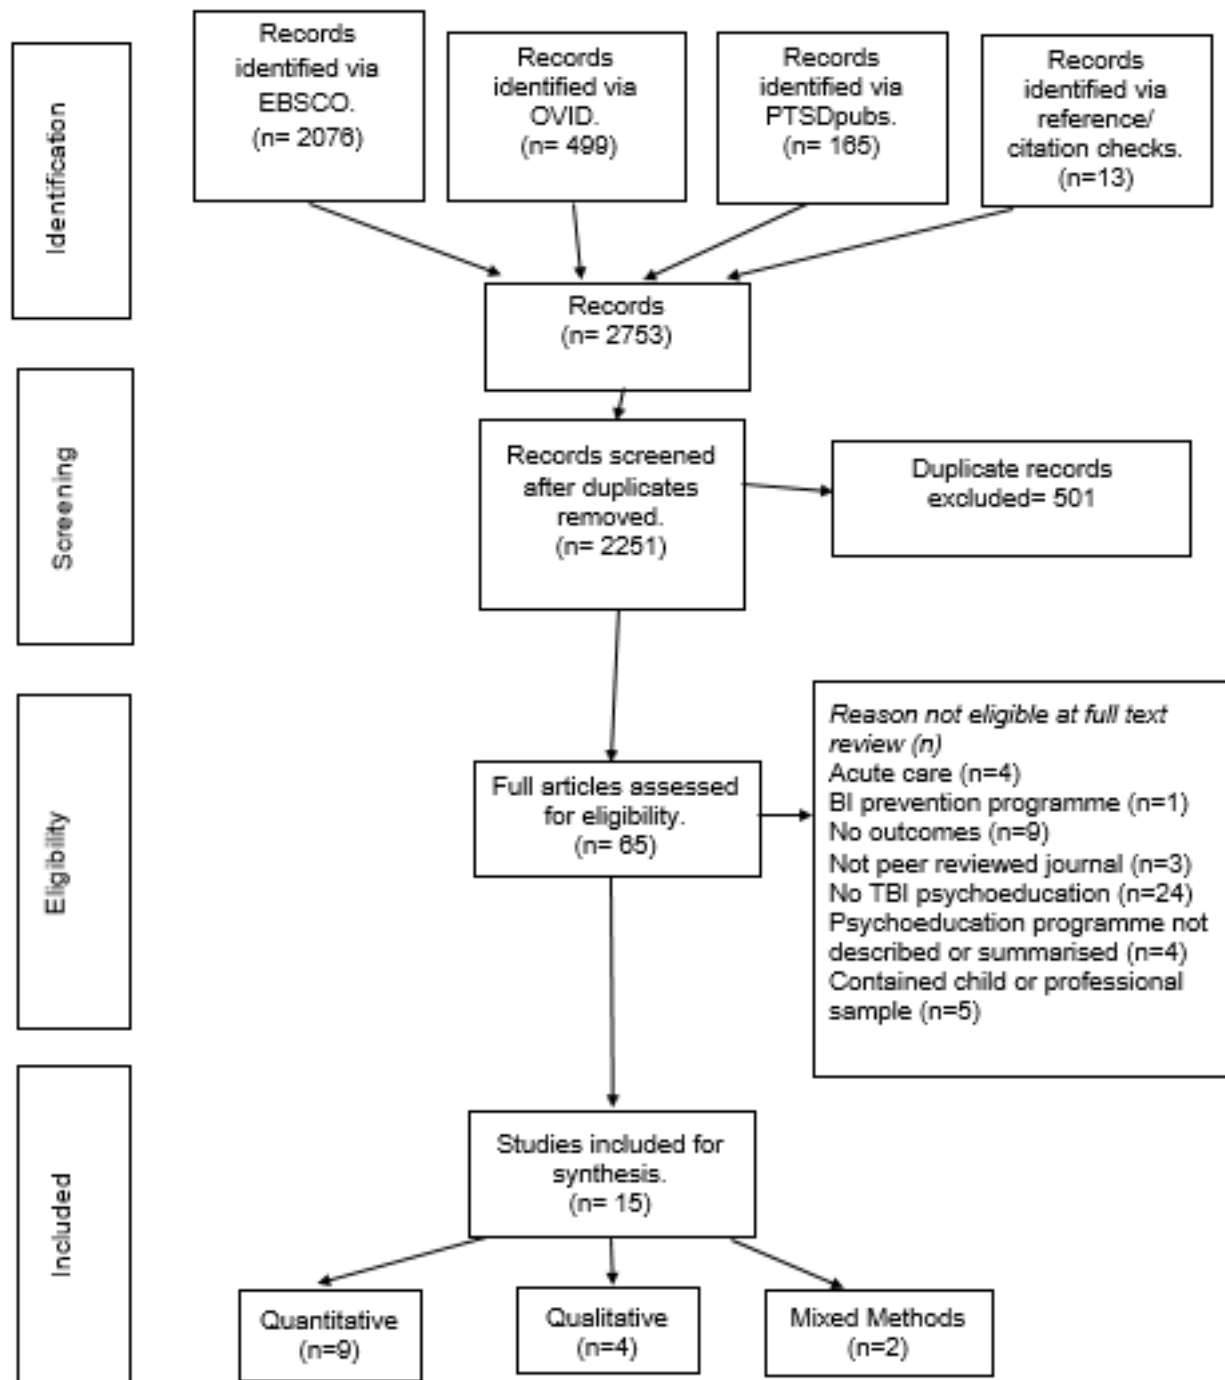 Identification
Records
identified via
EBSCO.
(n= 2076)
Records
identified via
OVID.
(n= 499)
Records
identified via
PTSDpubs.
(n= 165)
Records
identified via
reference/
citation checks.
(n=13)
Records
(n= 2753)
Screening
Records screened
after duplicates
removed.
(n= 2251)
Duplicate records
excluded= 501
Eligibility
Full articles assessed
for eligibility.
(n= 65)
Reason not eligible at full text
review (n)
Acute care (n=4)
BI prevention programme (n=1)
No outcomes (n=9)
Not peer reviewed journal (n=3)
No TBI psychoeducation (n=24)
Psychoeducation programme not
described or summarised (n=4)
Contained child or professional
sample (n=5)
Included
Studies included for
synthesis.
(n= 15)
Quantitative
(n=9)
Qualitative
(n=4)
Mixed Methods
(n=2)